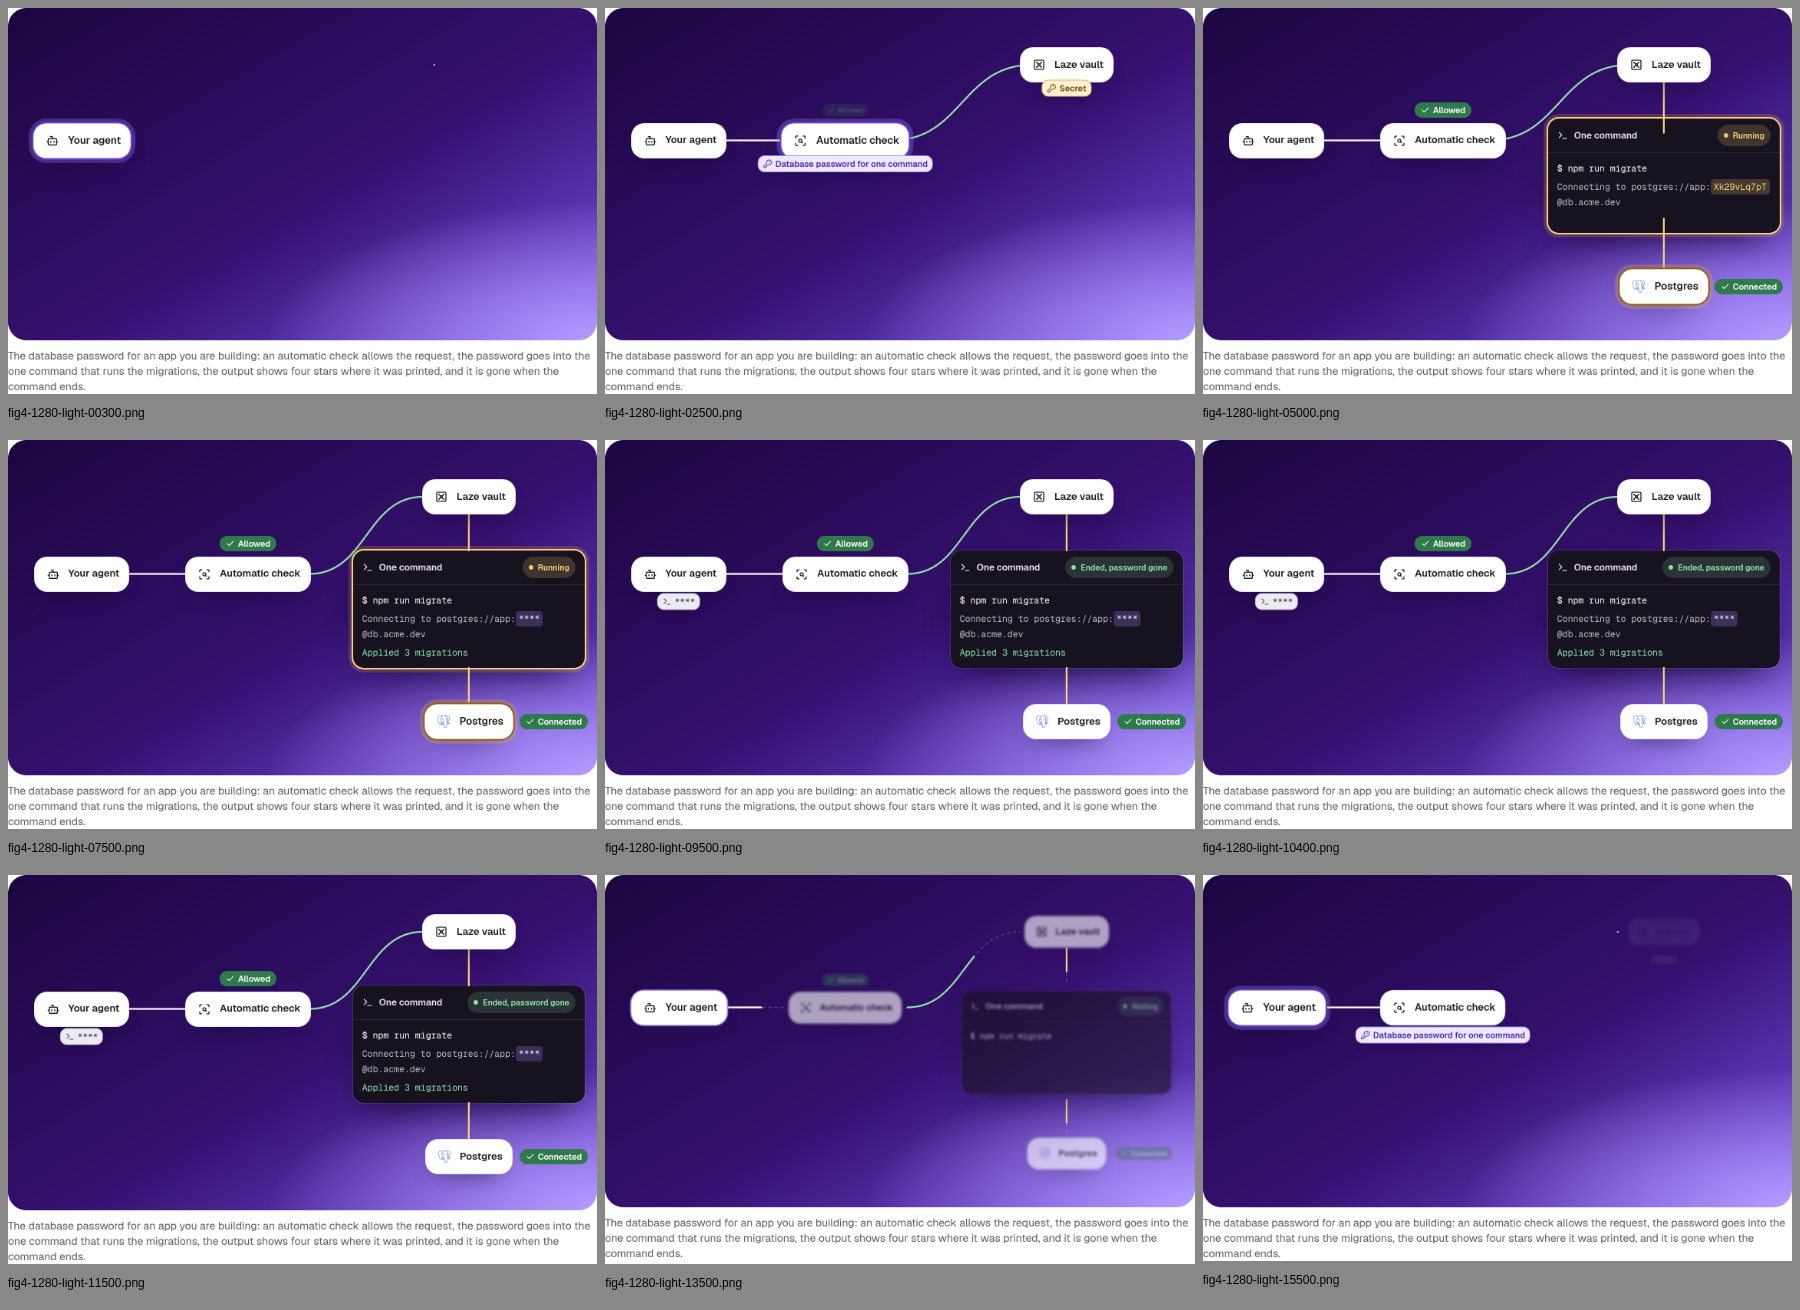 Your agent
The database password for an app you are building: an automatic check allows the request, the password goes into the
one command that runs the migrations, the output shows four stars where it was printed, and it is gone when the
command ends.
fig4-1280-light-00300.png
Laze vault
Secret
Allowed
Your agent
Automatic check
Database password for one command
The database password for an app you are building: an automatic check allows the request, the password goes into the
one command that runs the migrations, the output shows four stars where it was printed, and it is gone when the
command ends.
fig4-1280-light-02500.png
Laze vault
Allowed
Your agent
Automatic check
>_ One command
Running
$ npm run migrate
Connecting to postgres://app:Xk29vLq7pT
@db.acme.dev
Postgres
Connected
The database password for an app you are building: an automatic check allows the request, the password goes into the
one command that runs the migrations, the output shows four stars where it was printed, and it is gone when the
command ends.
fig4-1280-light-05000.png
Laze vault
Allowed
Your agent
Automatic check
>_ One command
Running
$ npm run migrate
Connecting to postgres://app:****
@db.acme.dev
Applied 3 migrations
Postgres
Connected
The database password for an app you are building: an automatic check allows the request, the password goes into the
one command that runs the migrations, the output shows four stars where it was printed, and it is gone when the
command ends.
fig4-1280-light-07500.png
Laze vault
Allowed
Your agent
Automatic check
>_ ****
>_ One command
Ended, password gone
$ npm run migrate
Connecting to postgres://app:****
@db.acme.dev
Applied 3 migrations
Postgres
Connected
The database password for an app you are building: an automatic check allows the request, the password goes into the
one command that runs the migrations, the output shows four stars where it was printed, and it is gone when the
command ends.
fig4-1280-light-09500.png
Laze vault
Allowed
Your agent
Automatic check
>_ ****
>_ One command
Ended, password gone
$ npm run migrate
Connecting to postgres://app:****
@db.acme.dev
Applied 3 migrations
Postgres
Connected
The database password for an app you are building: an automatic check allows the request, the password goes into the
one command that runs the migrations, the output shows four stars where it was printed, and it is gone when the
command ends.
fig4-1280-light-10400.png
Laze vault
Allowed
Your agent
Automatic check
>_ ****
>_ One command
Ended, password gone
$ npm run migrate
Connecting to postgres://app:****
@db.acme.dev
Applied 3 migrations
Postgres
Connected
The database password for an app you are building: an automatic check allows the request, the password goes into the
one command that runs the migrations, the output shows four stars where it was printed, and it is gone when the
command ends.
fig4-1280-light-11500.png
Laze vault
Allowed
Your agent
Automatic check
>_ One command
Waiting
$ npm run migrate
Postgres
Connected
The database password for an app you are building: an automatic check allows the request, the password goes into the
one command that runs the migrations, the output shows four stars where it was printed, and it is gone when the
command ends.
fig4-1280-light-13500.png
Your agent
Automatic check
Database password for one command
The database password for an app you are building: an automatic check allows the request, the password goes into the
one command that runs the migrations, the output shows four stars where it was printed, and it is gone when the
command ends.
fig4-1280-light-15500.png